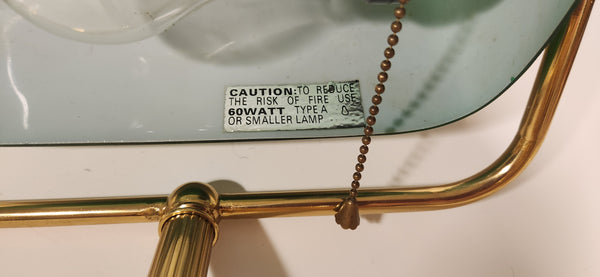 CAUTION: TO REDUCE
THE RISK OF FIRE USE
60WATT TYPE A
OR SMALLER LAMP